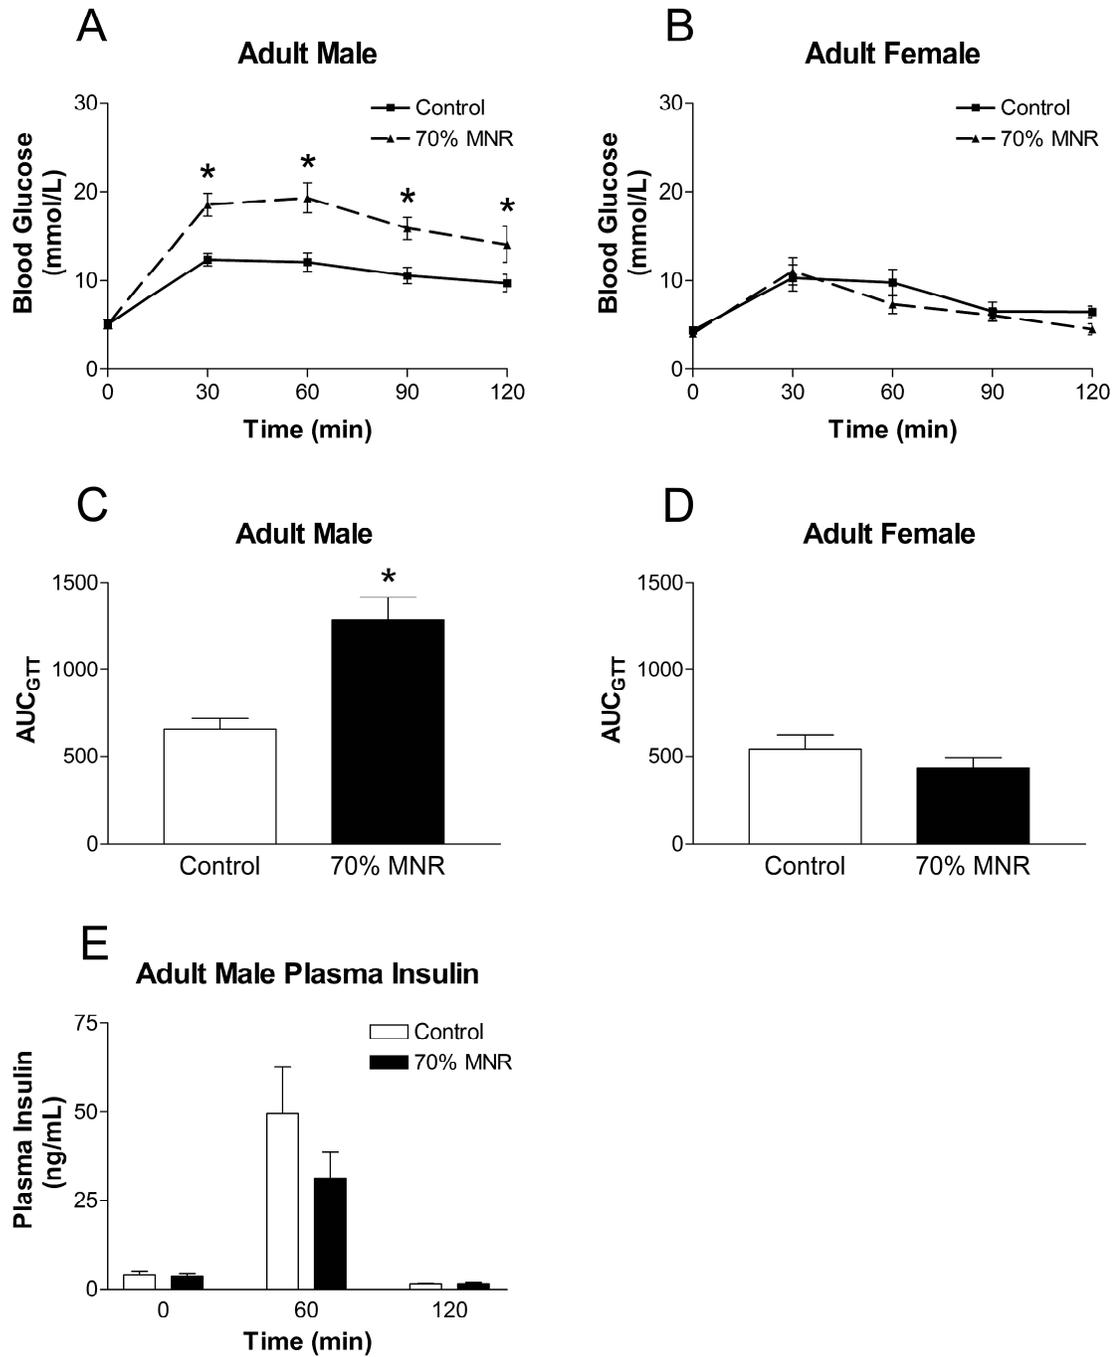 A
Adult Male
Control
70% MNR
Blood Glucose
(mmol/L)
30
20
10
0
* * * *
0 30 60 90 120
Time (min)
B
Adult Female
Control
70% MNR
Blood Glucose
(mmol/L)
30
20
10
0
0 30 60 90 120
Time (min)
C
Adult Male
AUCGTT
1500
1000
500
0
*
Control 70% MNR
D
Adult Female
AUCGTT
1500
1000
500
0
Control 70% MNR
E
Adult Male Plasma Insulin
Control
70% MNR
Plasma Insulin
(ng/mL)
75
50
25
0
0 60 120
Time (min)